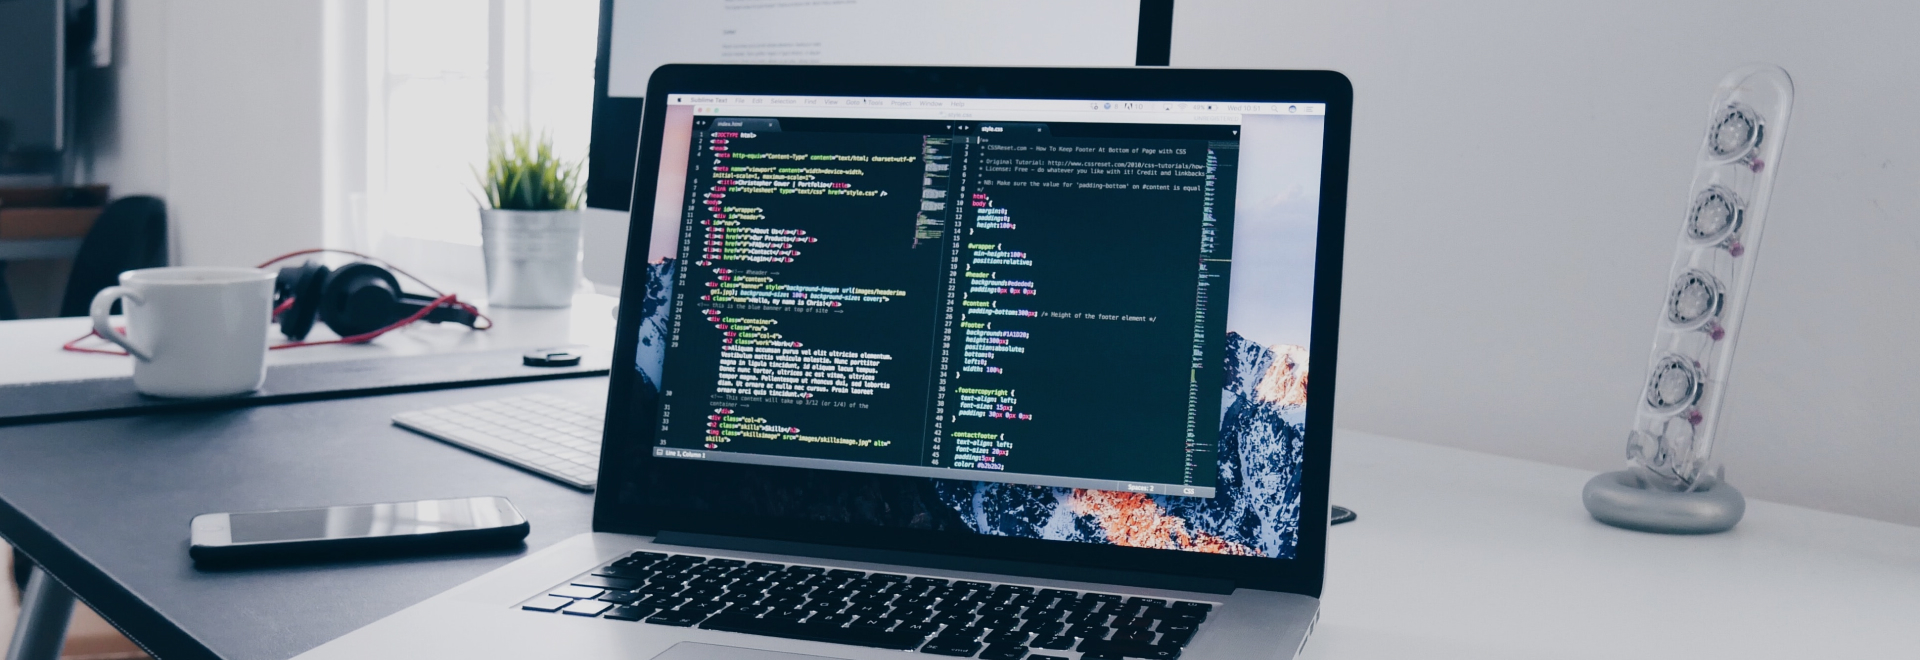 Sublime Text File Edit Selection Find View Goto Tools Project Window Help
index.html
style.css
<!DOCTYPE html>
<html>
<head>
<meta http-equiv="Content-Type" content="text/html; charset=utf-8"
/>
<meta name="viewport" content="width=device-width,
initial-scale=1, maximum-scale=1">
<title>Christopher Gower | Portfolio</title>
<link rel="stylesheet" type="text/css" href="style.css" />
</head>
<body>
<div id="wrapper">
<div id="header">
<ul id="nav">
<li><a href="#">About Us</a></li>
<li><a href="#">Our Products</a></li>
<li><a href="#">FAQs</a></li>
<li><a href="#">Contact</a></li>
<li><a href="#">Login</a></li>
</ul>
</div><!-- #header -->
<div id="content">
<div class="banner" style="background-image: url(images/headerima
ge1.jpg); background-size: 100%; background-size: cover;">
<h1 class="name">Hello, my name is Chris!</h1>
<!-- this is the blue banner at top of site -->
</div>
<div class="container">
<div class="row">
<div class="col-4">
<h2 class="work">Work</h2>
<p>Aliquam accumsan purus vel elit ultricies elementum.
Vestibulum mattis vehicula molestie. Nunc porttitor
magna in ligula tincidunt, id aliquam lacus tempus.
Donec nunc tortor, ultrices ac est vitae, ultrices
tempor magna. Pellentesque ut rhoncus dui, sed lobortis
diam. Ut ornare ac nulla nec cursus. Proin laoreet
ornare orci quis tincidunt.</p>
<!-- This content will take up 3/12 (or 1/4) of the
container -->
</div>
<div class="col-4">
<h2 class="skills">Skills</h2>
<img class="skillsimage" src="images/skillsimage.jpg" alt="
skills">
<ul>
Line 1, Column 1
/**
* CSSReset.com - How To Keep Footer At Bottom of Page with CSS
*
* Original Tutorial: http://www.cssreset.com/2010/css-tutorials/how-
* License: Free - do whatever you like with it! Credit and linkbacks
*
* NB: Make sure the value for 'padding-bottom' on #content is equal
*/
html,
body {
margin:0;
padding:0;
height:100%;
}
#wrapper {
min-height:100%;
position:relative;
}
#header {
background:#ededed;
padding:0px 0px 0px;
}
#content {
padding-bottom:300px; /* Height of the footer element */
}
#footer {
background:#1A1D20;
height:300px;
position:absolute;
bottom:0;
left:0;
width: 100%;
}
.footercopyright {
text-align: left;
font-size: 15px;
padding: 30px 0px 0px;
}
.contactfooter {
text-align: left;
font-size: 20px;
padding:5px;
color: #b2b2b2;
Spaces: 2 CSS